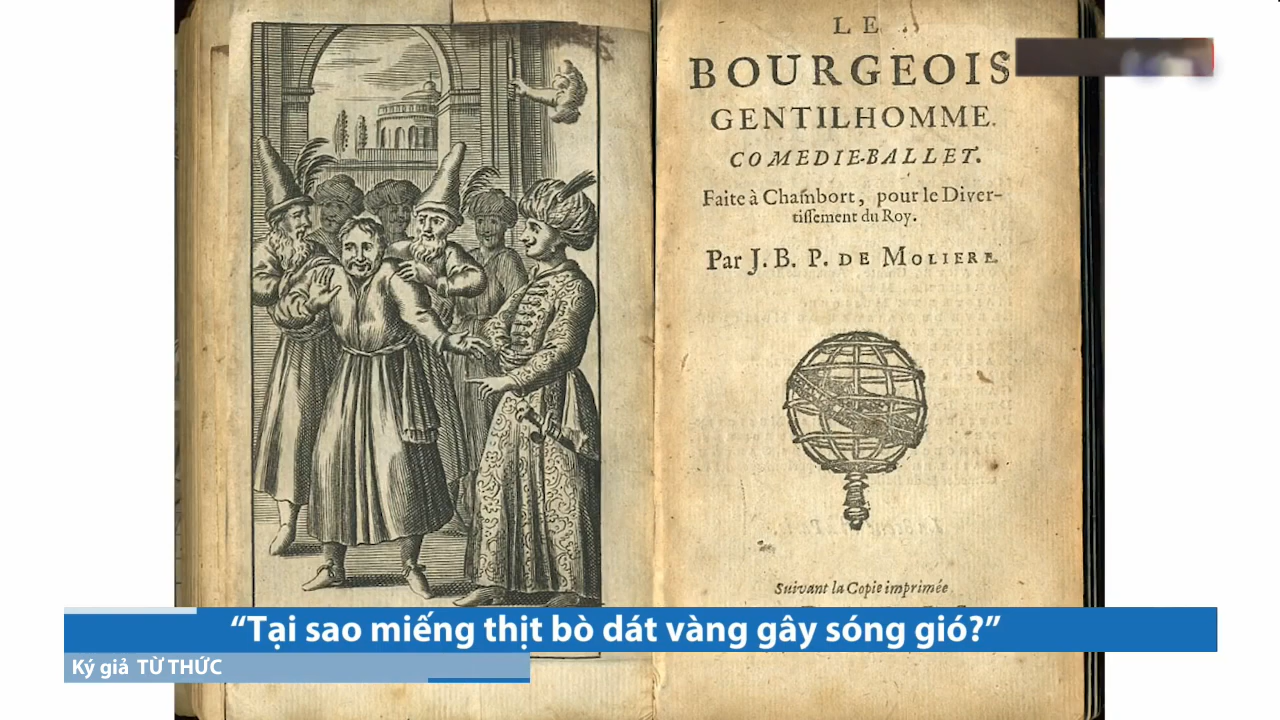 LE
BOURGEOIS
GENTILHOMME.
COMEDIE-BALLET.
Faite à Chambort, pour le Diver-
tissement du Roy.
Par J. B. P. DE MOLIERE.
Suivant la Copie imprimée
“Tại sao miếng thịt bò dát vàng gây sóng gió?”
Ký giả TỪ THỨC